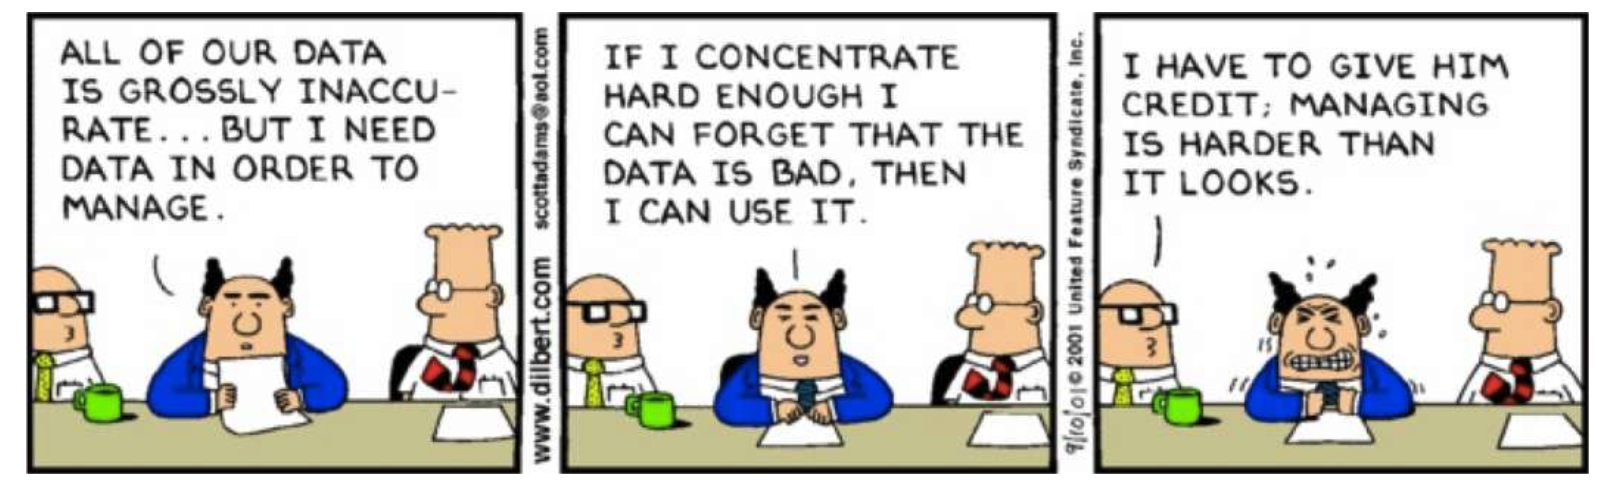 ALL OF OUR DATA
IS GROSSLY INACCU-
RATE... BUT I NEED
DATA IN ORDER TO
MANAGE.
www.dilbert.com scottadams@aol.com
IF I CONCENTRATE
HARD ENOUGH I
CAN FORGET THAT THE
DATA IS BAD, THEN
I CAN USE IT.
9/10/01 © 2001 United Feature Syndicate, Inc.
I HAVE TO GIVE HIM
CREDIT; MANAGING
IS HARDER THAN
IT LOOKS.